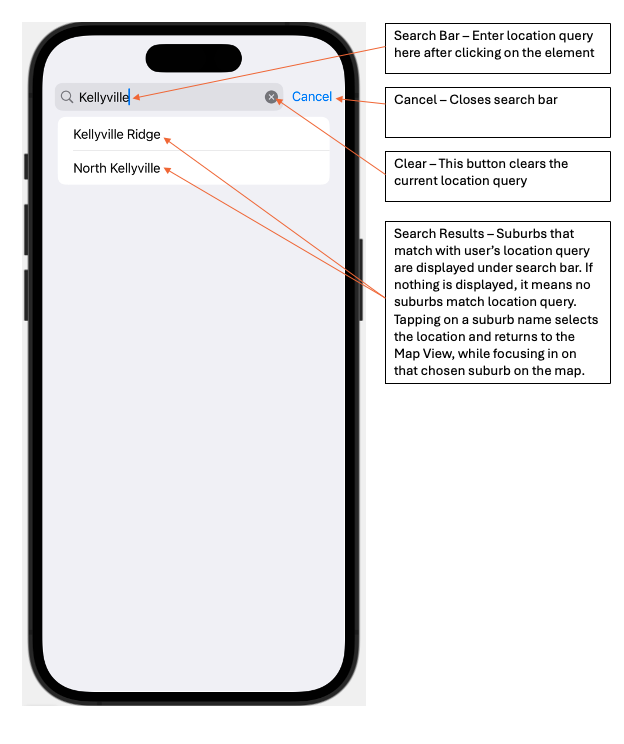 Search Bar – Enter location query
here after clicking on the element
Kellyville
Cancel
Cancel – Closes search bar
Kellyville Ridge
North Kellyville
Clear – This button clears the
current location query
Search Results – Suburbs that
match with user’s location query
are displayed under search bar. If
nothing is displayed, it means no
suburbs match location query.
Tapping on a suburb name selects
the location and returns to the
Map View, while focusing in on
that chosen suburb on the map.